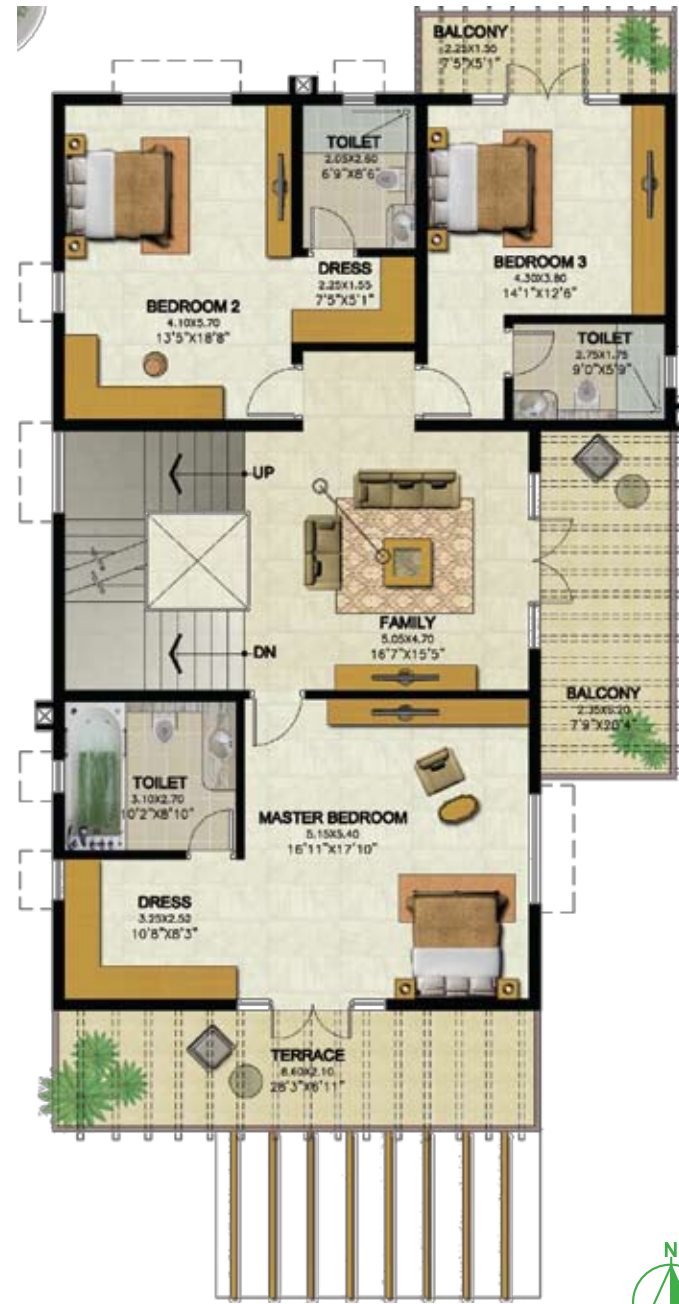 BALCONY
2.25X1.55
7'5"X5'1"
TOILET
2.05X2.60
6'9"X8'6"
BEDROOM 3
4.30X3.80
14'1"X12'6"
DRESS
2.25X1.55
7'5"X5'1"
BEDROOM 2
4.10X5.70
13'5"X18'8"
TOILET
2.75X1.75
9'0"X5'9"
UP
FAMILY
5.05X4.70
16'7"X15'5"
DN
BALCONY
2.35X6.20
7'9"X20'4"
TOILET
3.10X2.70
10'2"X8'10"
MASTER BEDROOM
5.15X5.40
16'11"X17'10"
DRESS
3.25X2.52
10'8"X8'3"
TERRACE
8.60X2.10
28'3"X6'11"
N